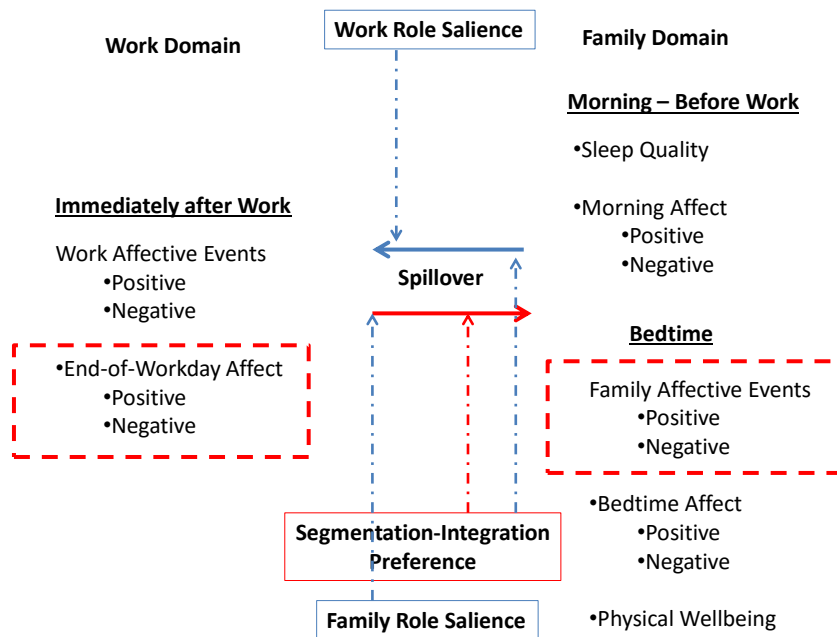 Work Domain
Work Role Salience
Family Domain
Morning – Before Work
•Sleep Quality
•Morning Affect
•Positive
•Negative
Immediately after Work
Work Affective Events
•Positive
•Negative
•End-of-Workday Affect
•Positive
•Negative
Spillover
Bedtime
Family Affective Events
•Positive
•Negative
•Bedtime Affect
•Positive
•Negative
•Physical Wellbeing
Segmentation-Integration
Preference
Family Role Salience